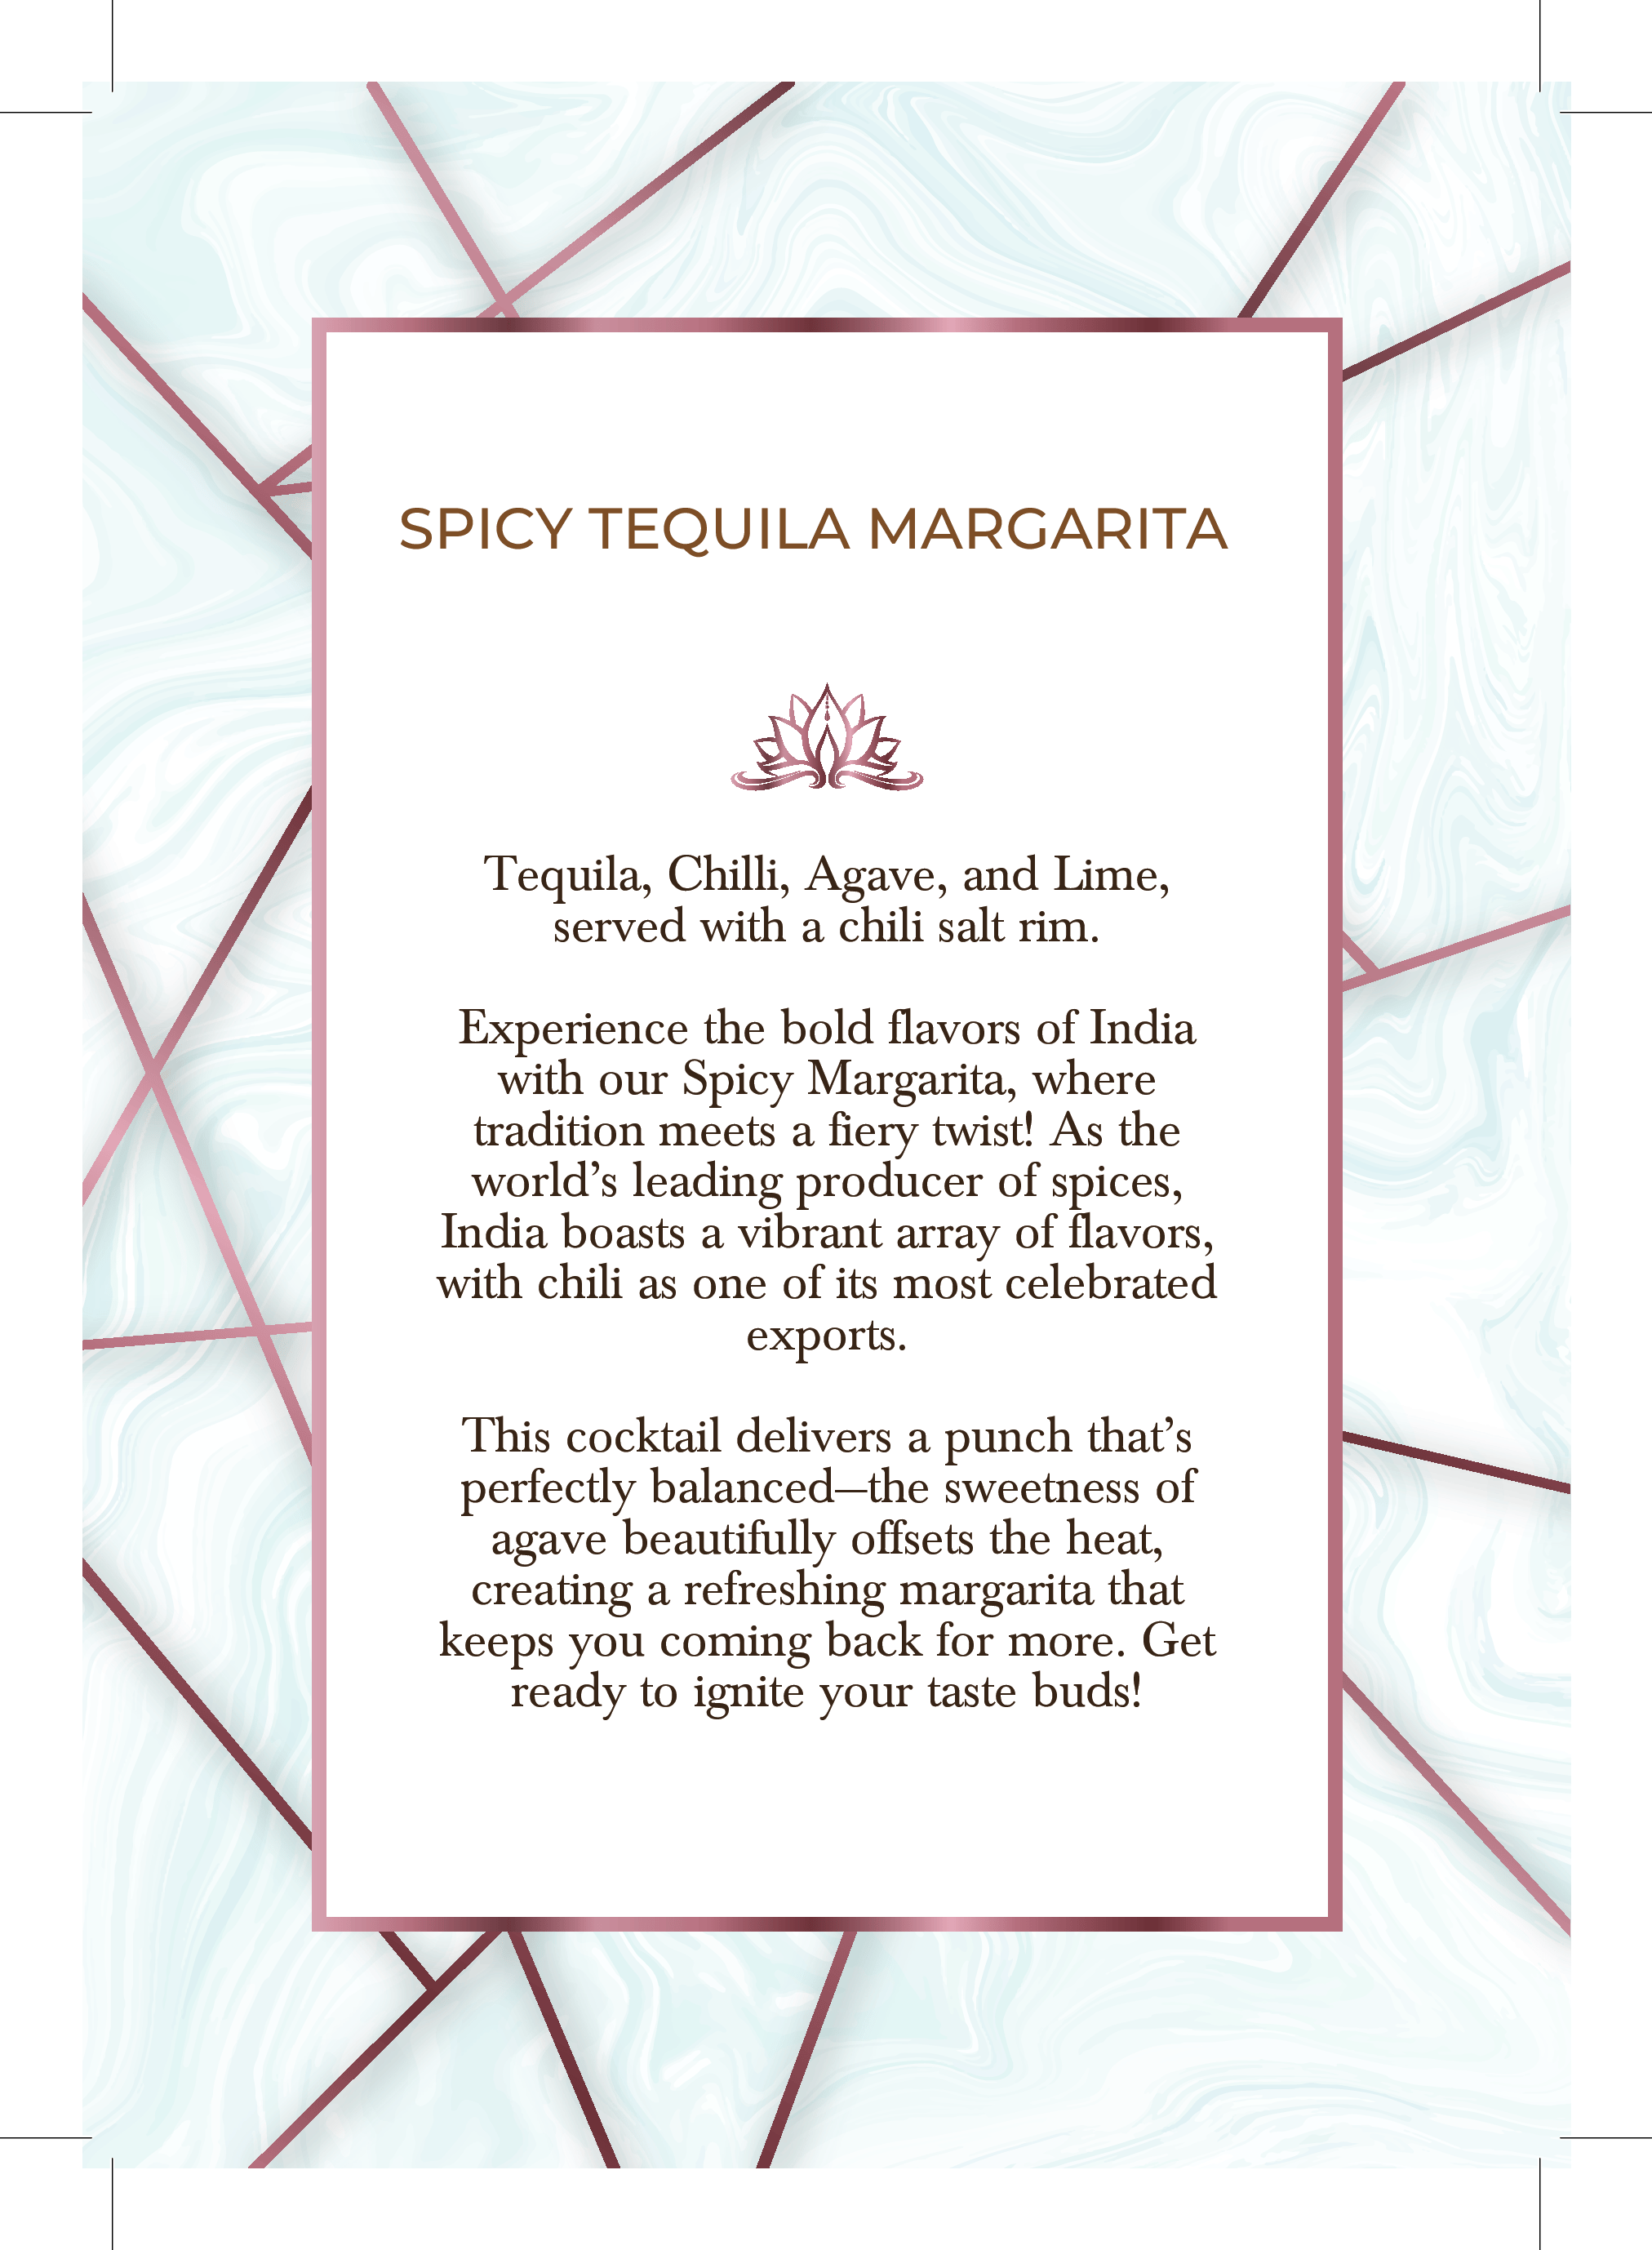 SPICY TEQUILA MARGARITA
Tequila, Chilli, Agave, and Lime,
served with a chili salt rim.
Experience the bold flavors of India
with our Spicy Margarita, where
tradition meets a fiery twist! As the
world’s leading producer of spices,
India boasts a vibrant array of flavors,
with chili as one of its most celebrated
exports.
This cocktail delivers a punch that’s
perfectly balanced—the sweetness of
agave beautifully offsets the heat,
creating a refreshing margarita that
keeps you coming back for more. Get
ready to ignite your taste buds!